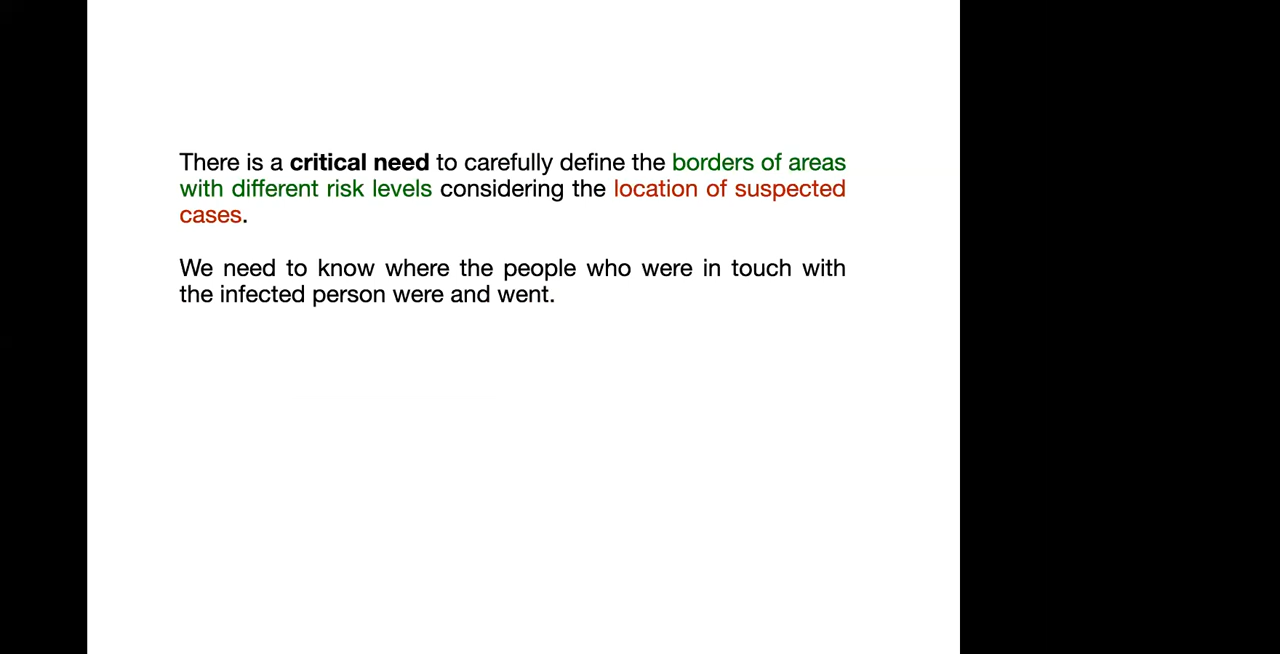 There is a critical need to carefully define the borders of areas
with different risk levels considering the location of suspected
cases.
We need to know where the people who were in touch with
the infected person were and went.